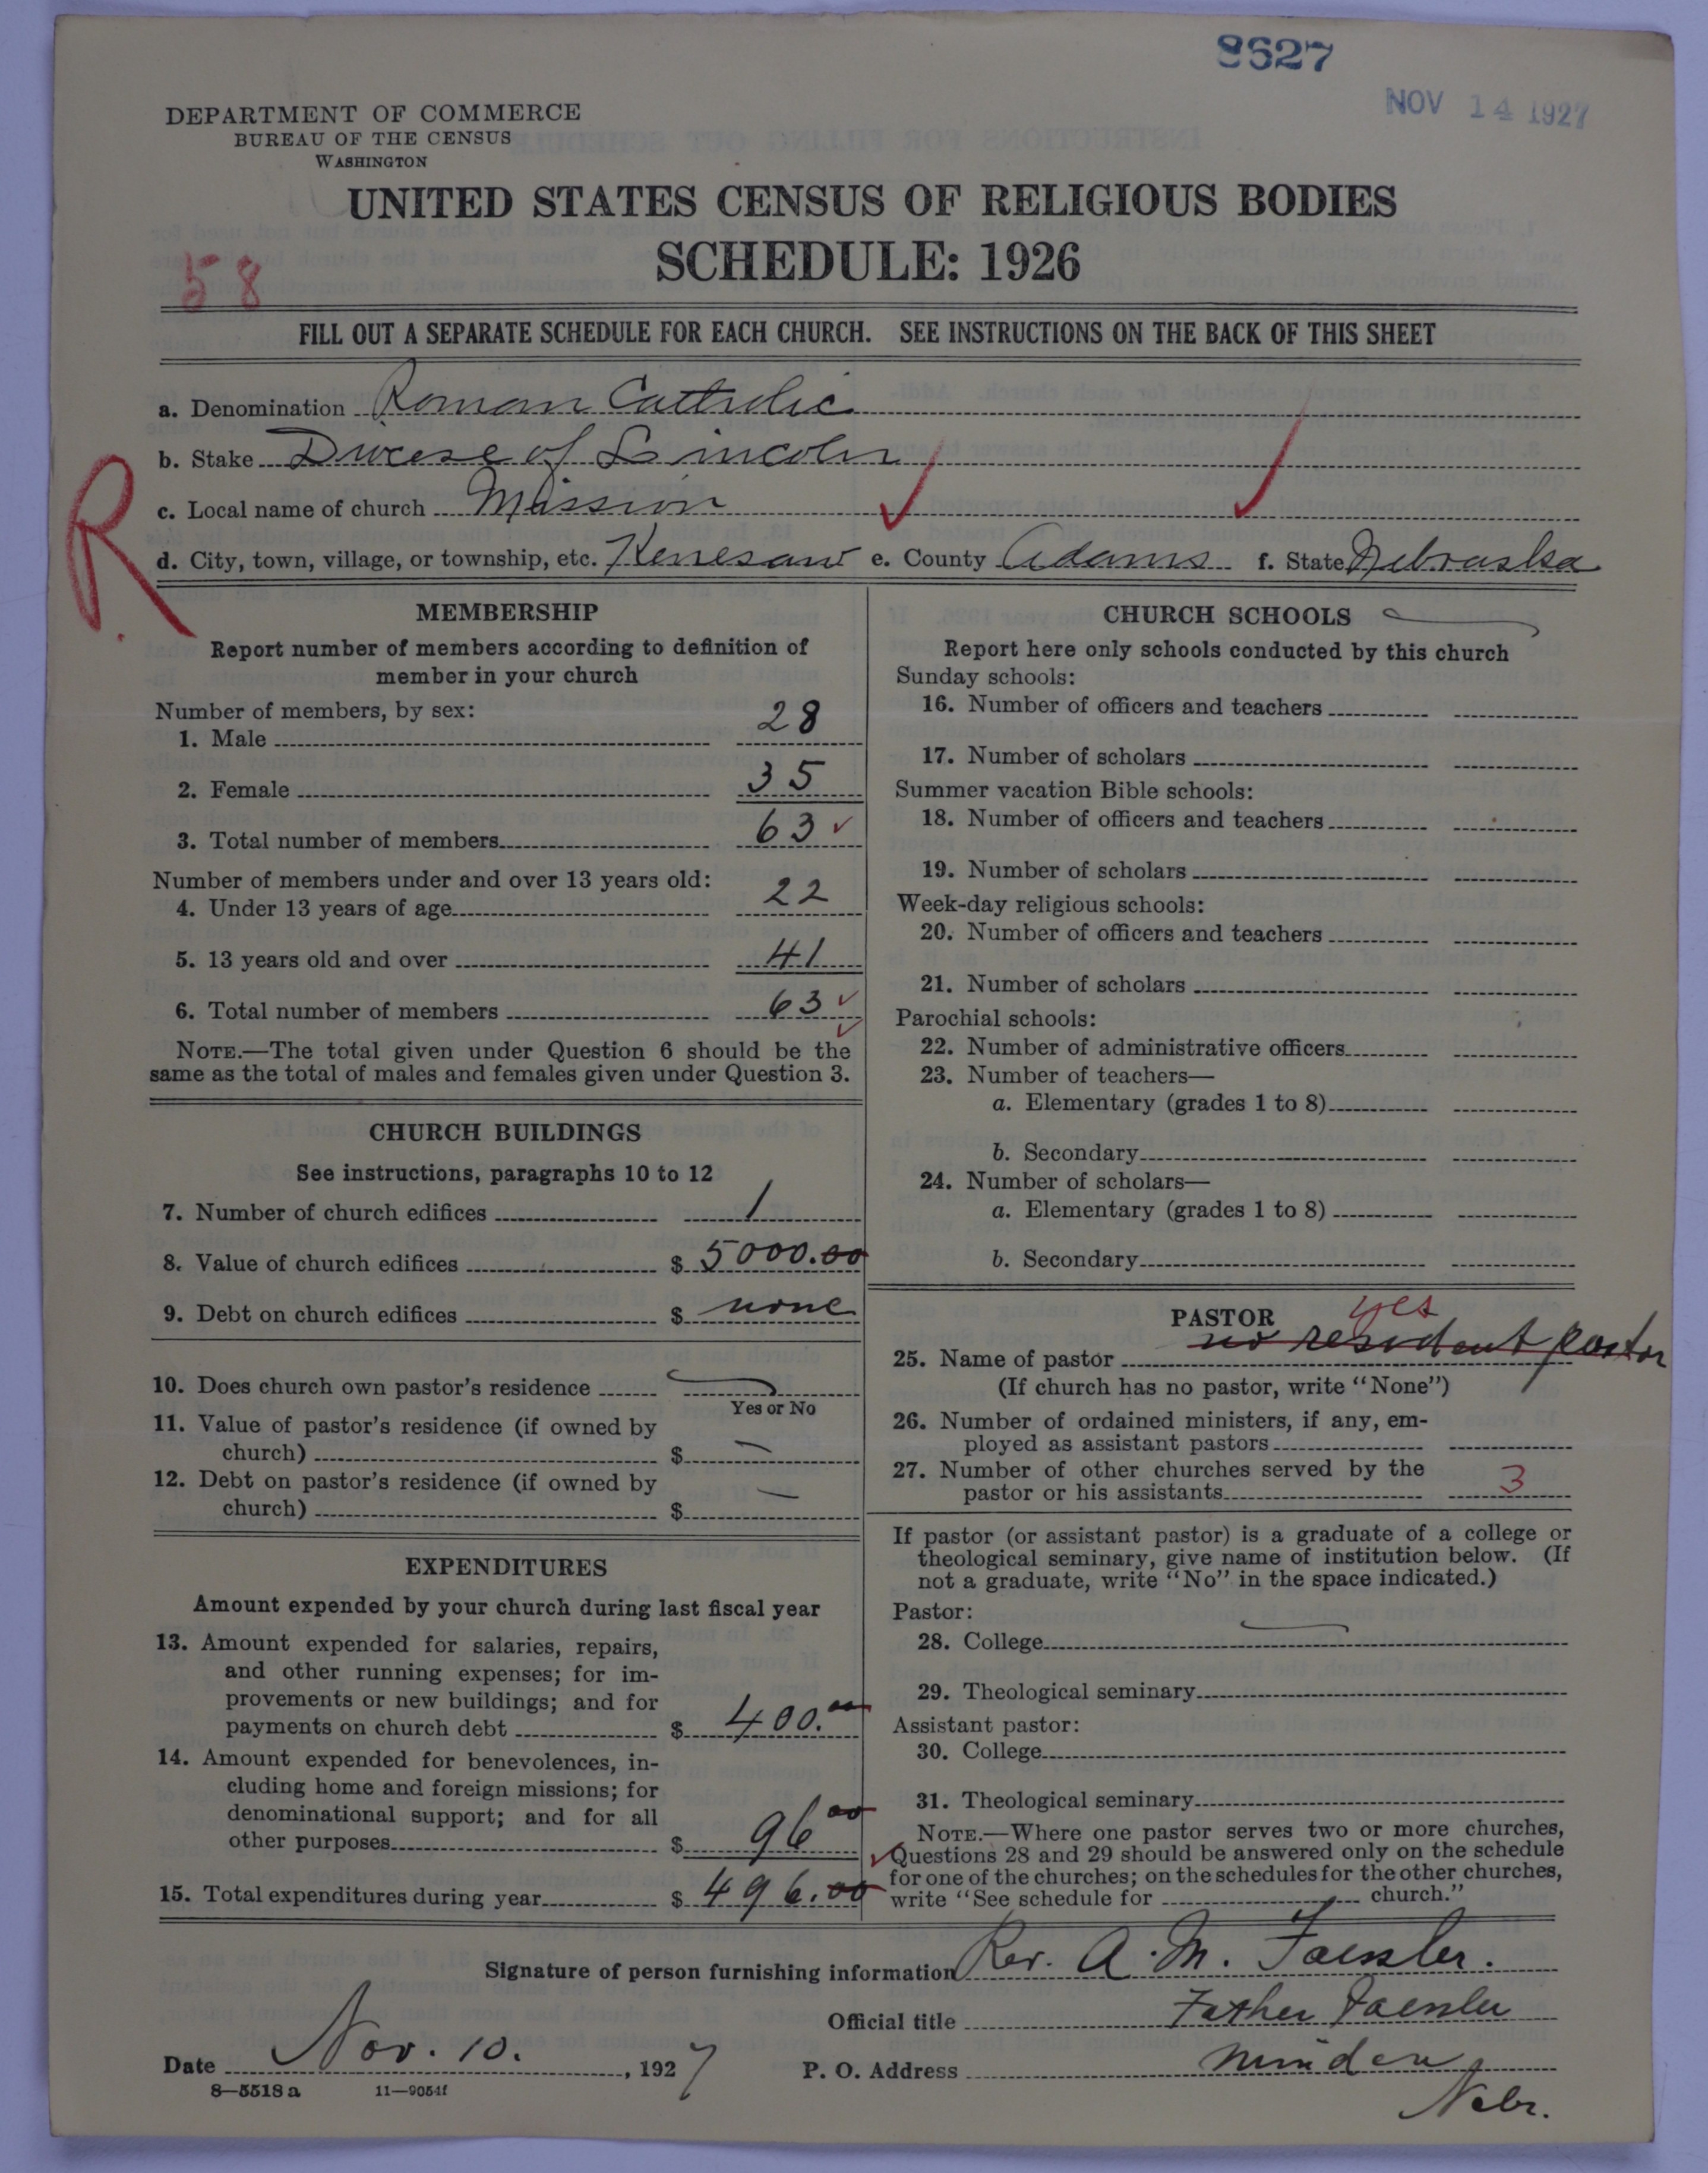 8627
NOV 14 1927
DEPARTMENT OF COMMERCE
BUREAU OF THE CENSUS
WASHINGTON
UNITED STATES CENSUS OF RELIGIOUS BODIES
SCHEDULE: 1926
58
FILL OUT A SEPARATE SCHEDULE FOR EACH CHURCH. SEE INSTRUCTIONS ON THE BACK OF THIS SHEET
a. Denomination Roman Catholic
b. Stake Diocese of Lincoln
c. Local name of church Mission
R
d. City, town, village, or township, etc. Kenesaw e. County Adams f. State Nebraska
MEMBERSHIP
Report number of members according to definition of
member in your church
Number of members, by sex:
1. Male 28
2. Female 35
3. Total number of members 63 ✓
Number of members under and over 13 years old:
4. Under 13 years of age 22
5. 13 years old and over 41
6. Total number of members 63 ✓
NOTE.—The total given under Question 6 should be the
same as the total of males and females given under Question 3.
CHURCH BUILDINGS
See instructions, paragraphs 10 to 12
7. Number of church edifices 1
8. Value of church edifices $ 5000.00
9. Debt on church edifices $ none
10. Does church own pastor's residence —
Yes or No
11. Value of pastor's residence (if owned by
church) $ —
12. Debt on pastor's residence (if owned by
church) $ —
EXPENDITURES
Amount expended by your church during last fiscal year
13. Amount expended for salaries, repairs,
and other running expenses; for im-
provements or new buildings; and for
payments on church debt $ 400.00
14. Amount expended for benevolences, in-
cluding home and foreign missions; for
denominational support; and for all
other purposes $ 96 00
15. Total expenditures during year $ 496.00
CHURCH SCHOOLS
Report here only schools conducted by this church
Sunday schools:
16. Number of officers and teachers
17. Number of scholars
Summer vacation Bible schools:
18. Number of officers and teachers
19. Number of scholars
Week-day religious schools:
20. Number of officers and teachers
21. Number of scholars
Parochial schools:
22. Number of administrative officers
23. Number of teachers—
a. Elementary (grades 1 to 8)
b. Secondary
24. Number of scholars—
a. Elementary (grades 1 to 8)
b. Secondary
PASTOR yes
25. Name of pastor no resident pastor
(If church has no pastor, write "None")
26. Number of ordained ministers, if any, em-
ployed as assistant pastors
27. Number of other churches served by the
pastor or his assistants 3
If pastor (or assistant pastor) is a graduate of a college or
theological seminary, give name of institution below. (If
not a graduate, write "No" in the space indicated.)
Pastor:
28. College
29. Theological seminary
Assistant pastor:
30. College
31. Theological seminary
NOTE.—Where one pastor serves two or more churches,
Questions 28 and 29 should be answered only on the schedule
for one of the churches; on the schedules for the other churches,
write "See schedule for church."
Signature of person furnishing information Rev. A. M. Faessler.
Official title Father Faessler
Date Nov. 10. , 1927 P. O. Address Minden
Nebr.
8—5518 a 11—9054f